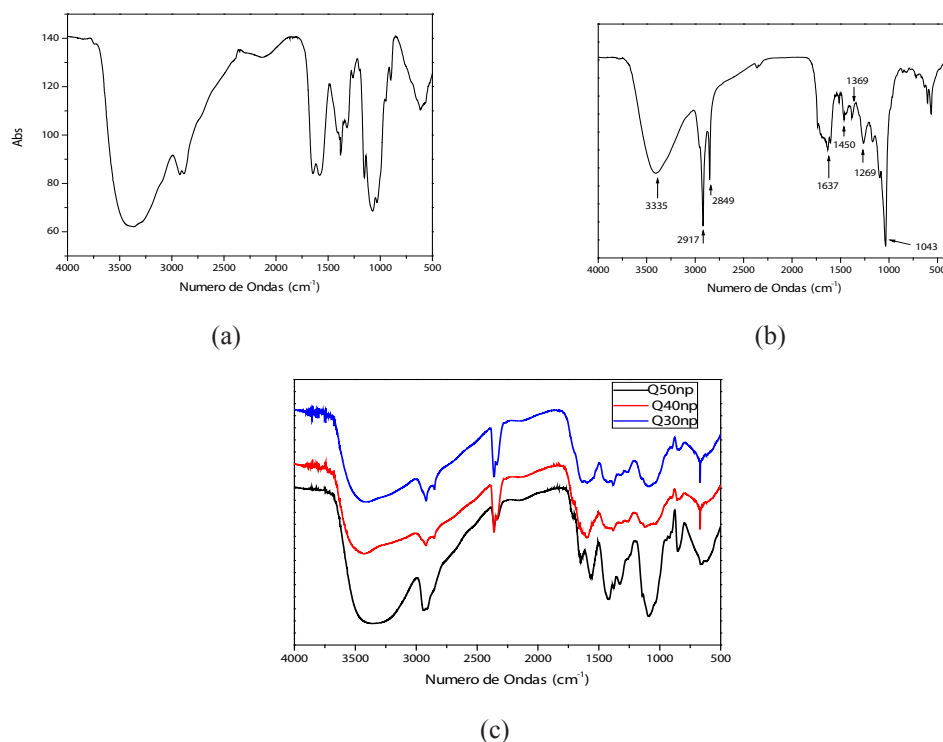 (a)
Abs
140
120
100
80
60
4000 3500 3000 2500 2000 1500 1000 500
Numero de Ondas (cm⁻¹)
(b)
1369
1450
1269
1637
3335
2849
2917
1043
4000 3500 3000 2500 2000 1500 1000
Numero de Ondas (cm⁻¹)
Q50np
Q40np
Q30np
4000 3500 3000 2500 2000 1500 1000 500
Numero de Ondas (cm⁻¹)
(c)